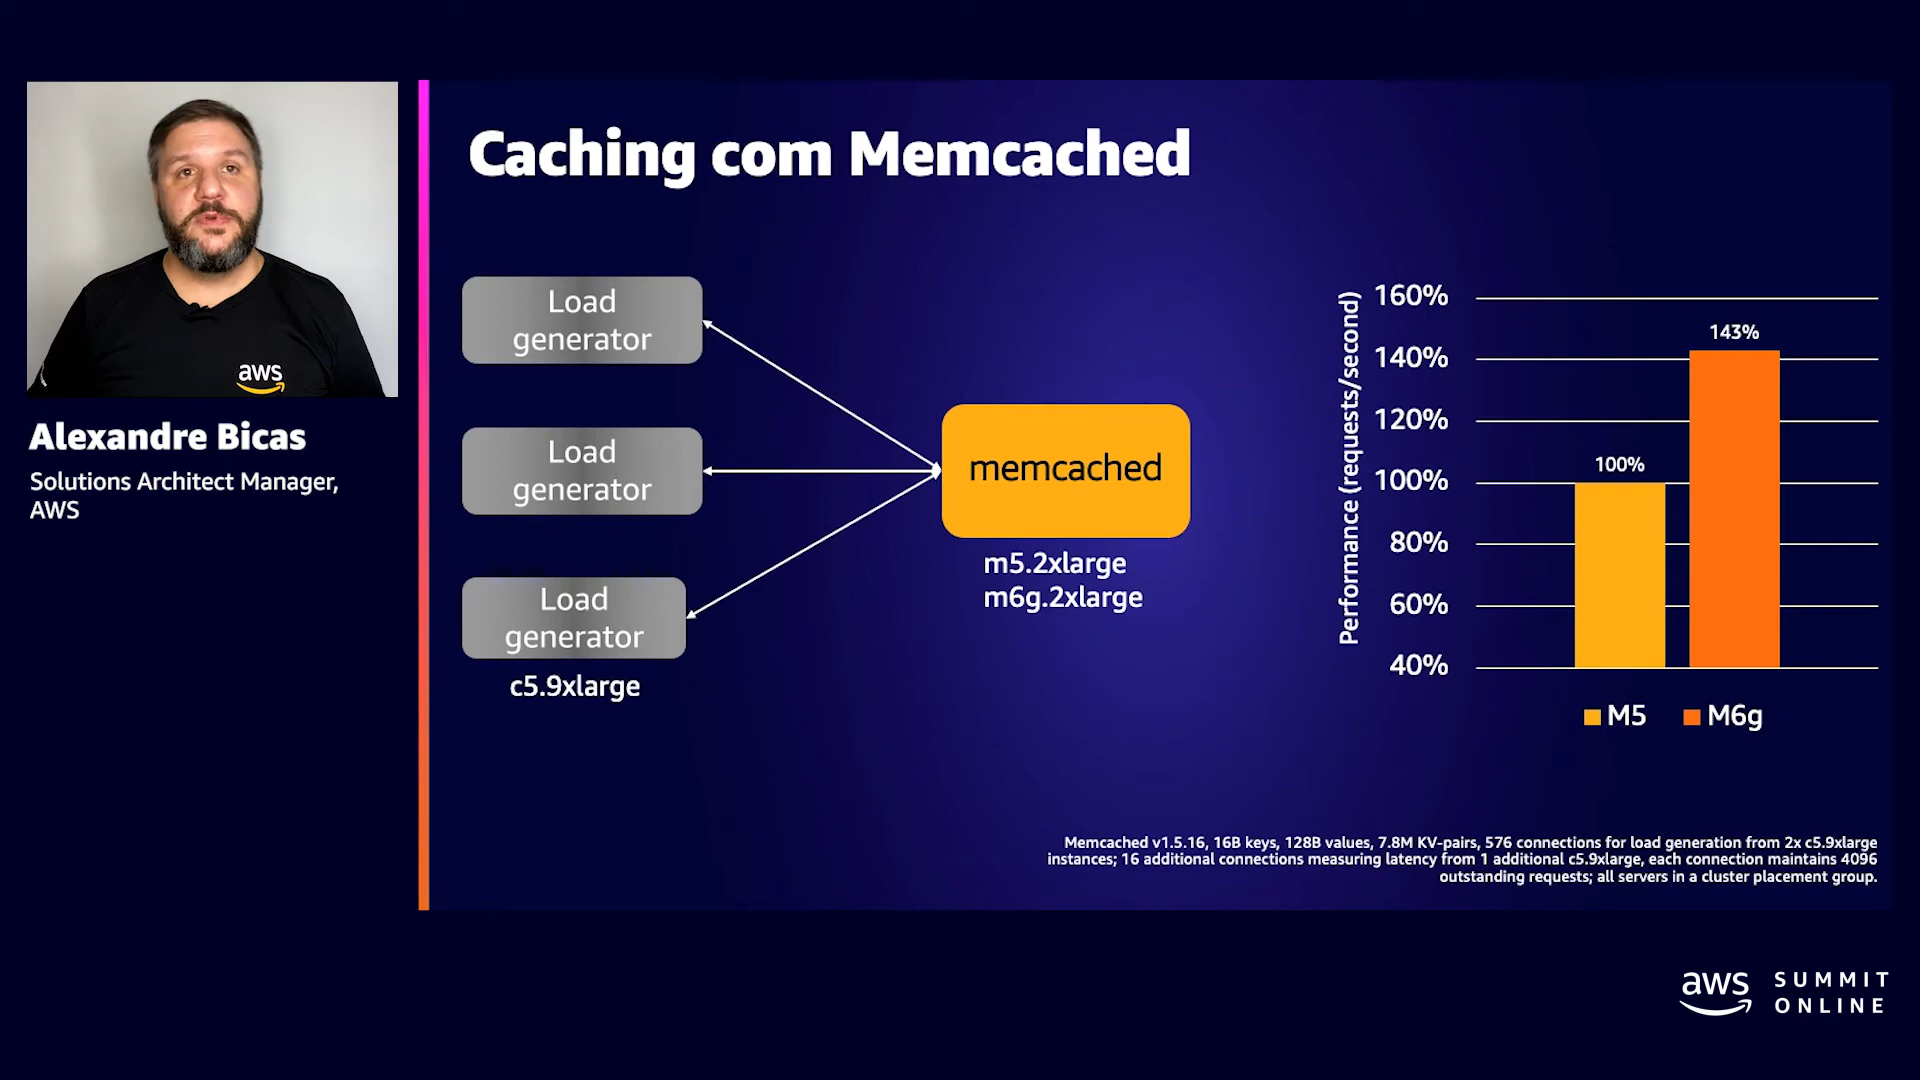 aws
Alexandre Bicas
Solutions Architect Manager,
AWS
Caching com Memcached
Load
generator
Load
generator
Load
generator
c5.9xlarge
memcached
m5.2xlarge
m6g.2xlarge
Performance (requests/second)
160%
140%
120%
100%
80%
60%
40%
100%
143%
M5
M6g
Memcached v1.5.16, 16B keys, 128B values, 7.8M KV-pairs, 576 connections for load generation from 2x c5.9xlarge
instances; 16 additional connections measuring latency from 1 additional c5.9xlarge, each connection maintains 4096
outstanding requests; all servers in a cluster placement group.
aws
SUMMIT
ONLINE